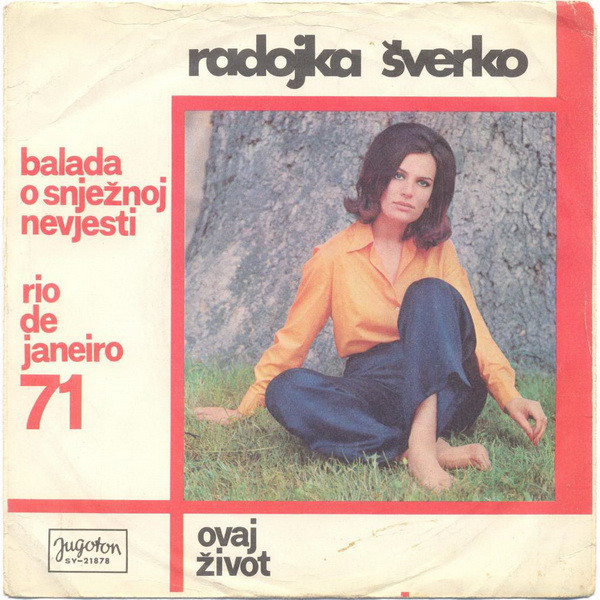 radojka šverko
balada
o snježnoj
nevjesti
rio
de
janeiro
71
ovaj
život
Jugoton
SY-21878